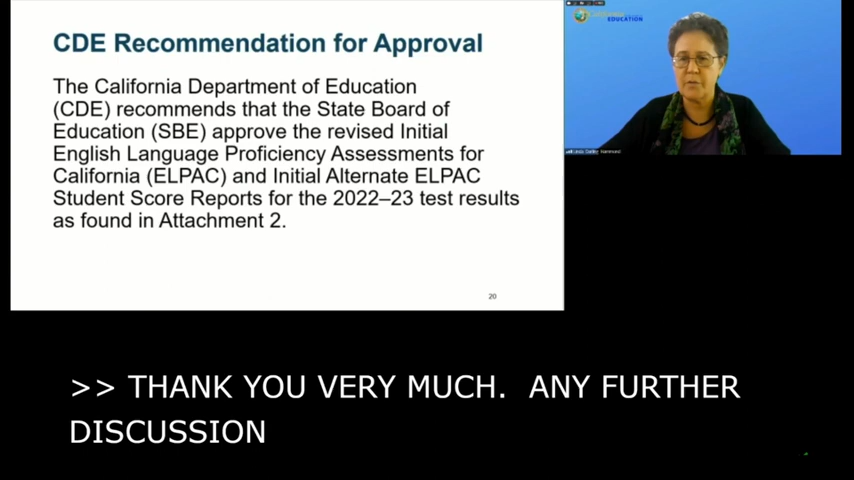 CDE Recommendation for Approval
The California Department of Education
(CDE) recommends that the State Board of
Education (SBE) approve the revised Initial
English Language Proficiency Assessments for
California (ELPAC) and Initial Alternate ELPAC
Student Score Reports for the 2022–23 test results
as found in Attachment 2.
20
EDUCATION
>> THANK YOU VERY MUCH.  ANY FURTHER
DISCUSSION